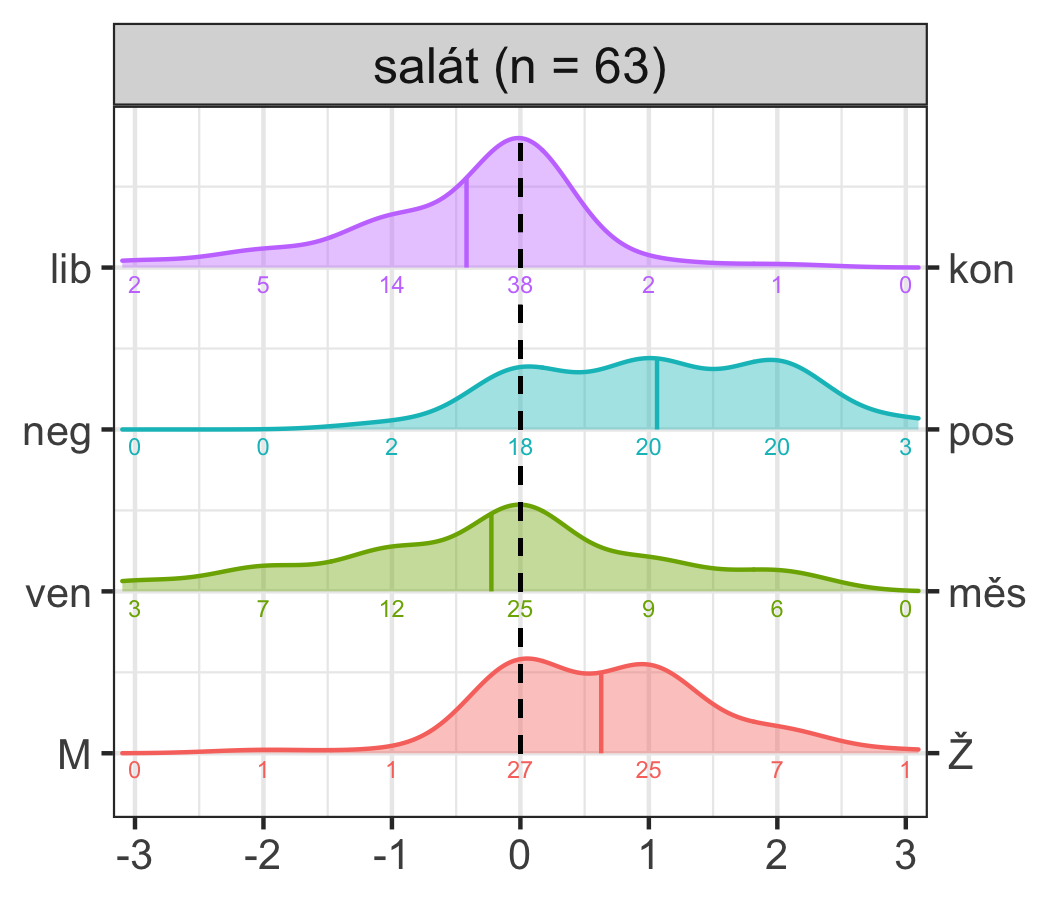 salát (n = 63)
lib kon
2 5 14 38 2 1 0
neg pos
0 0 2 18 20 20 3
ven měs
3 7 12 25 9 6 0
M Ž
0 1 1 27 25 7 1
-3 -2 -1 0 1 2 3